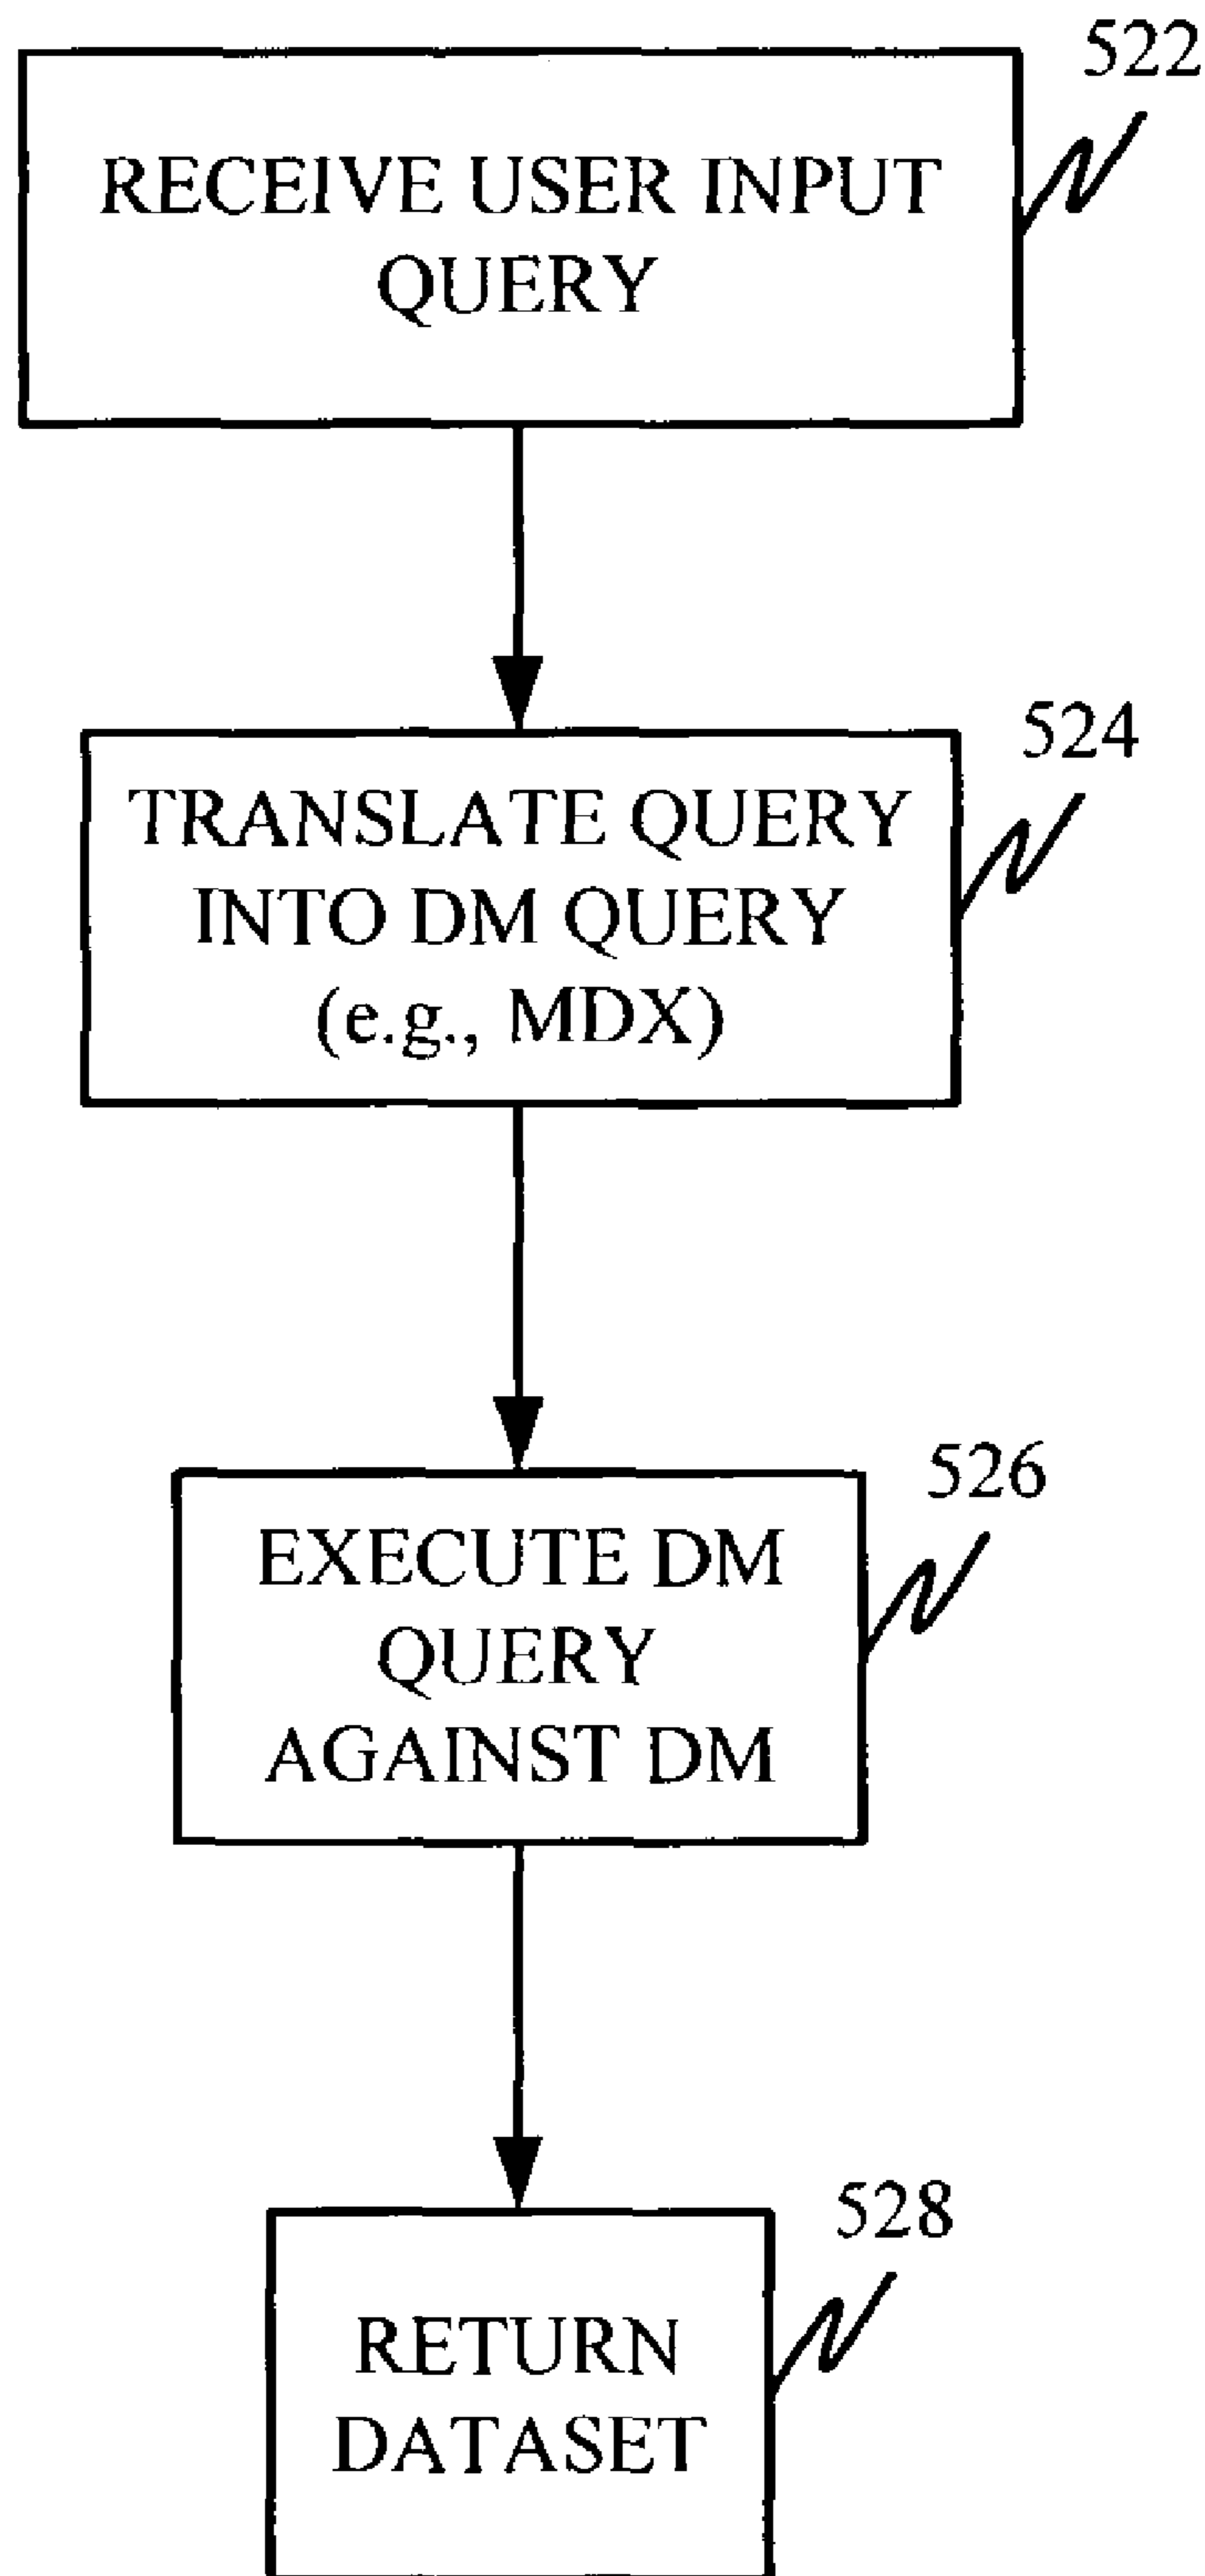 522
RECEIVE USER INPUT
QUERY
524
TRANSLATE QUERY
INTO DM QUERY
(e.g., MDX)
526
EXECUTE DM
QUERY
AGAINST DM
528
RETURN
DATASET